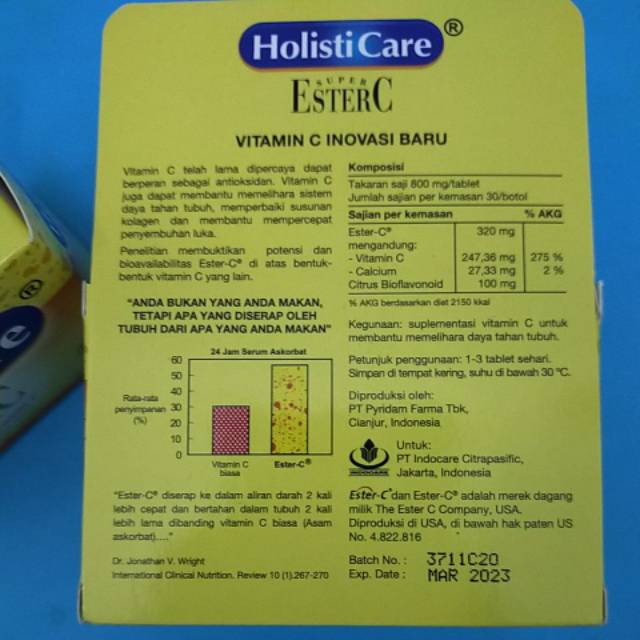 HolistiCare®
SUPER
ESTERC
VITAMIN C INOVASI BARU
Vitamin C telah lama dipercaya dapat
berperan sebagai antioksidan. Vitamin C
juga dapat membantu memelihara sistem
daya tahan tubuh, memperbaiki susunan
kolagen dan membantu mempercepat
penyembuhan luka.
Penelitian membuktikan potensi dan
bioavailabilitas Ester-C® di atas bentuk-
bentuk vitamin C yang lain.
"ANDA BUKAN YANG ANDA MAKAN,
TETAPI APA YANG DISERAP OLEH
TUBUH DARI APA YANG ANDA MAKAN"
24 Jam Serum Askorbat
Rata-rata
penyimpanan
(%)
60
50
40
30
20
10
0
Vitamin C
biasa
Ester-C®
"Ester-C® diserap ke dalam aliran darah 2 kali
lebih cepat dan bertahan dalam tubuh 2 kali
lebih lama dibanding vitamin C biasa (Asam
askorbat)...."
Dr. Jonathan V. Wright
International Clinical Nutrition. Review 10 (1).267-270
Komposisi
Takaran saji 800 mg/tablet
Jumlah sajian per kemasan 30/botol
Sajian per kemasan % AKG
Ester-C® 320 mg
mengandung:
- Vitamin C 247,36 mg 275 %
- Calcium 27,33 mg 2 %
Citrus Bioflavonoid 100 mg
% AKG berdasarkan diet 2150 kkal
Kegunaan: suplementasi vitamin C untuk
membantu memelihara daya tahan tubuh.
Petunjuk penggunaan: 1-3 tablet sehari.
Simpan di tempat kering, suhu di bawah 30 °C.
Diproduksi oleh:
PT Pyridam Farma Tbk,
Cianjur, Indonesia
INDOCARE
Untuk:
PT Indocare Citrapasific,
Jakarta, Indonesia
Ester-C® dan Ester-C® adalah merek dagang
milik The Ester C Company, USA.
Diproduksi di USA, di bawah hak paten US
No. 4.822.816
Batch No. : 3711C20
Exp. Date : MAR 2023
re®
C